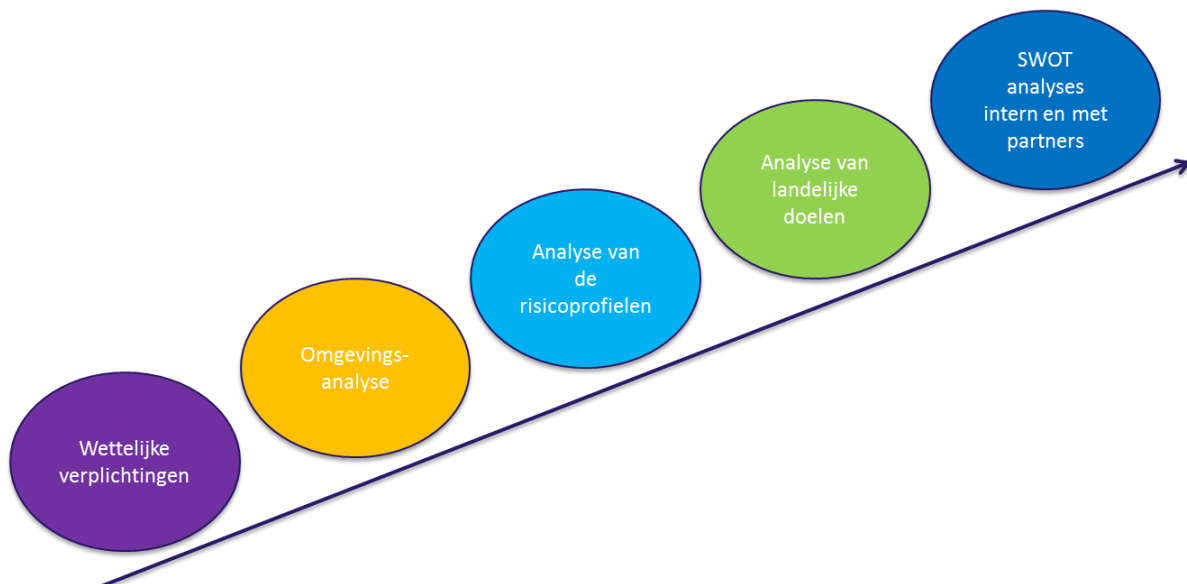 Wettelijke
verplichtingen
Omgevings-
analyse
Analyse van
de
risicoprofielen
Analyse van
landelijke
doelen
SWOT
analyses
intern en met
partners